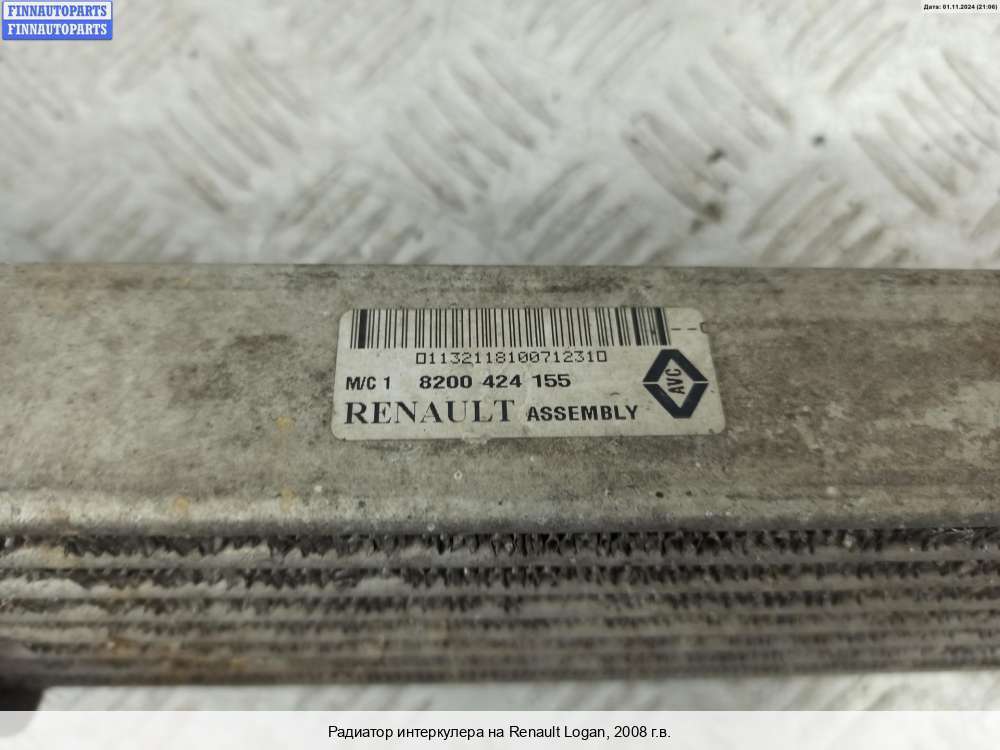 FINNAUTOPARTS
FINNAUTOPARTS
Дата: 01.11.2024 (21:06)
01132118100712310
M/C 1 8200 424 155
RENAULT ASSEMBLY
AVC
Радиатор интеркулера на Renault Logan, 2008 г.в.